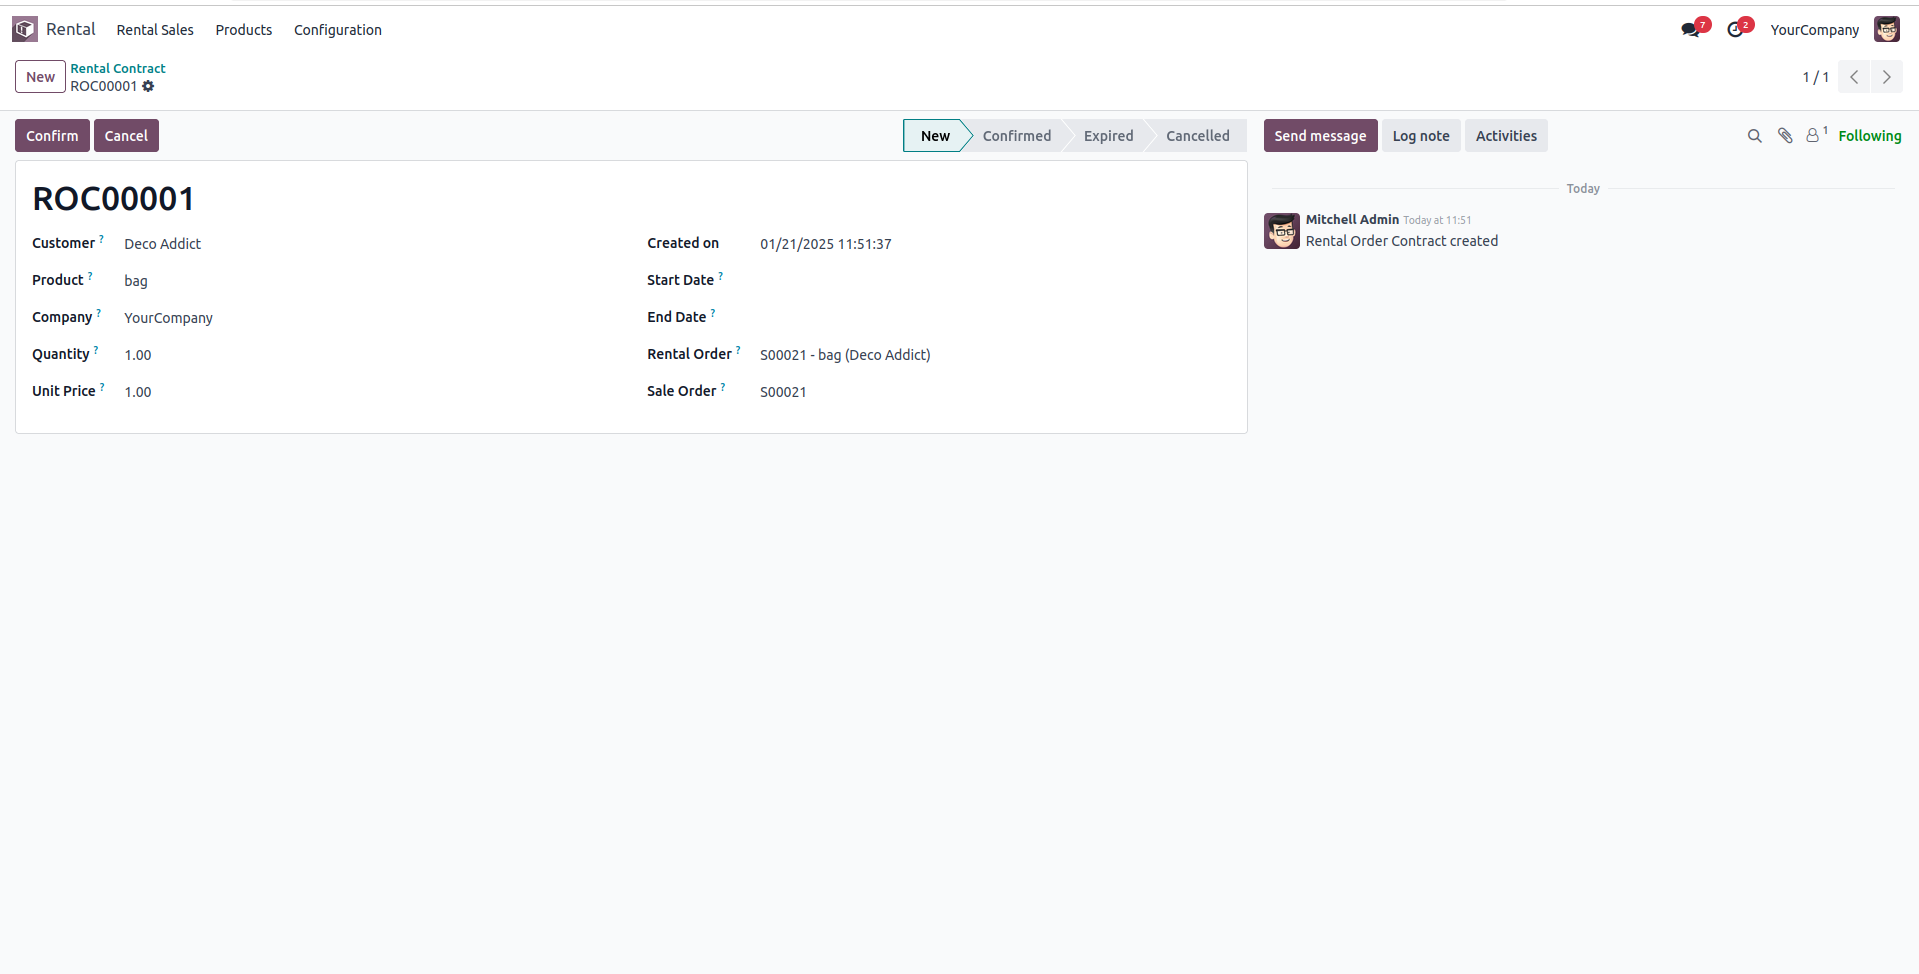 Rental Rental Sales Products Configuration 7 2 YourCompany
New Rental Contract
ROC00001 1 / 1
Confirm Cancel New Confirmed Expired Cancelled Send message Log note Activities 1 Following
ROC00001
Customer ? Deco Addict
Product ? bag
Company ? YourCompany
Quantity ? 1.00
Unit Price ? 1.00
Created on 01/21/2025 11:51:37
Start Date ?
End Date ?
Rental Order ? S00021 - bag (Deco Addict)
Sale Order ? S00021
Today
Mitchell Admin Today at 11:51
Rental Order Contract created